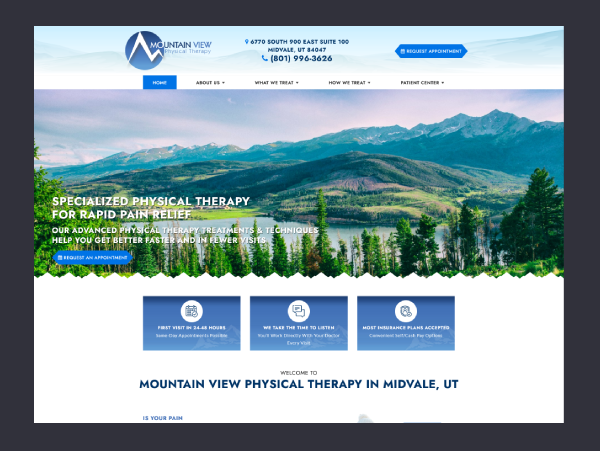 MOUNTAIN VIEW
Physical Therapy
6770 SOUTH 900 EAST SUITE 100
MIDVALE, UT 84047
(801) 996-3626
REQUEST APPOINTMENT
HOME
ABOUT US
WHAT WE TREAT
HOW WE TREAT
PATIENT CENTER
SPECIALIZED PHYSICAL THERAPY
FOR RAPID PAIN RELIEF
OUR ADVANCED PHYSICAL THERAPY TREATMENTS & TECHNIQUES
HELP YOU GET BETTER FASTER AND IN FEWER VISITS
REQUEST AN APPOINTMENT
FIRST VISIT IN 24-48 HOURS
Same Day Appointments Possible
WE TAKE THE TIME TO LISTEN
You'll Work Directly With Your Doctor
Every Visit
MOST INSURANCE PLANS ACCEPTED
Convenient Self/Cash Pay Options
WELCOME TO
MOUNTAIN VIEW PHYSICAL THERAPY IN MIDVALE, UT
IS YOUR PAIN